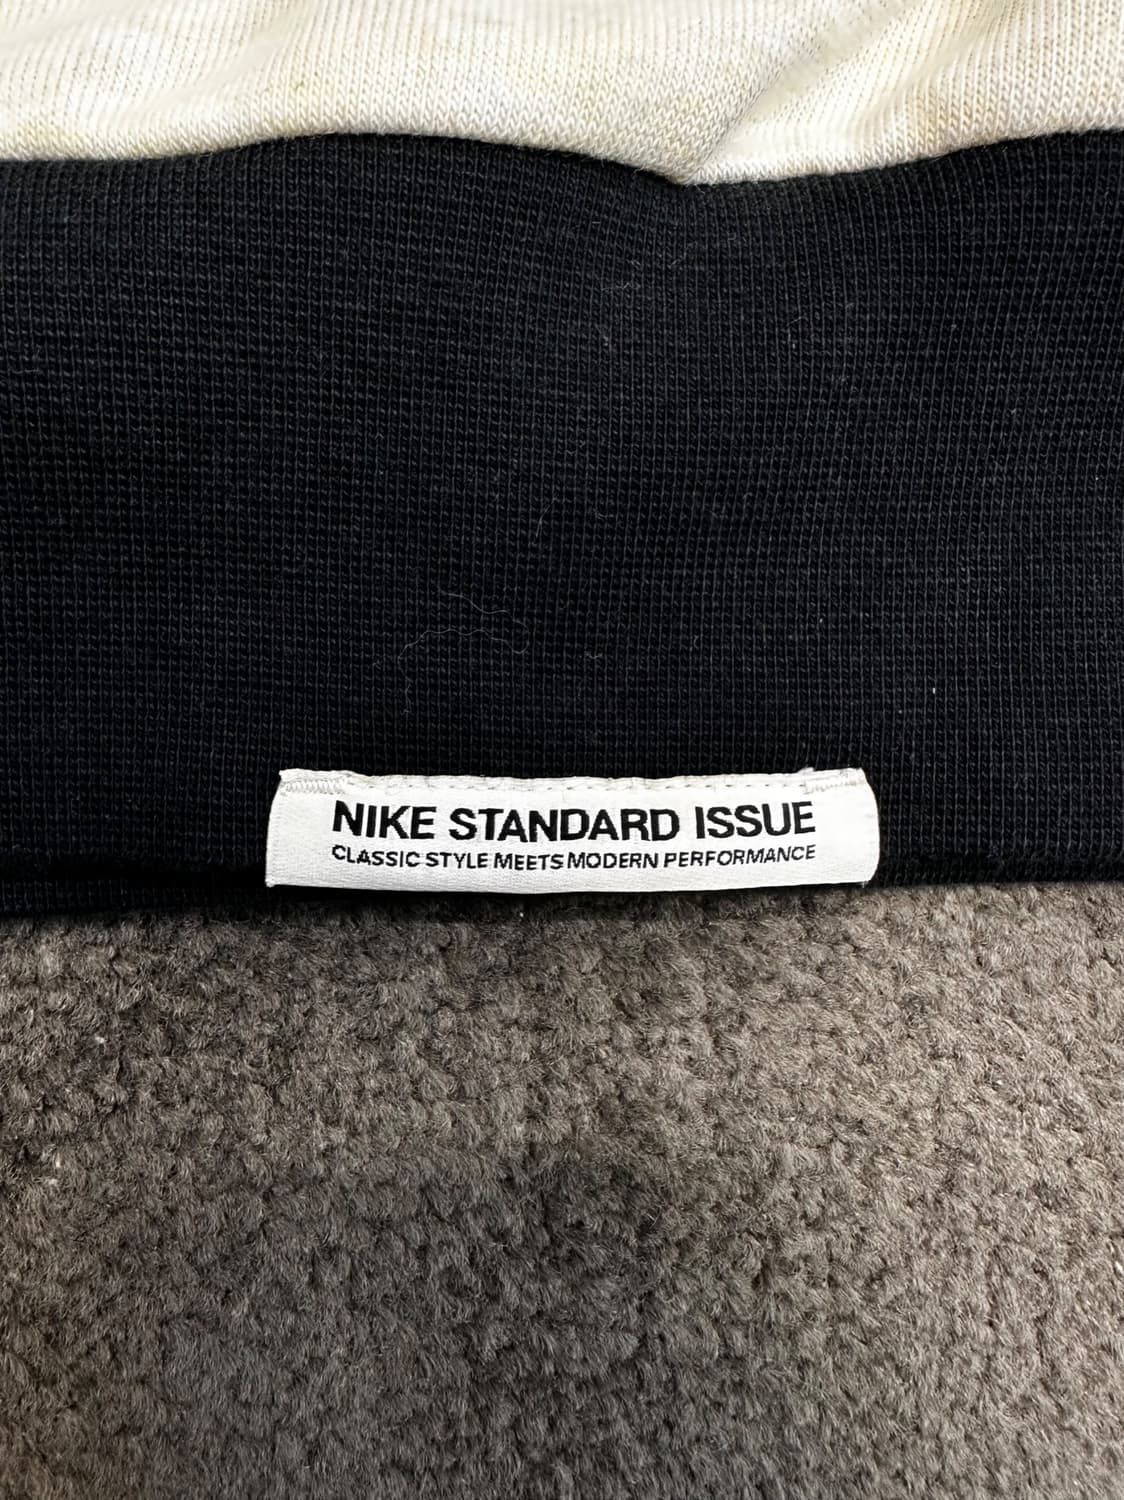 NIKE STANDARD ISSUE
CLASSIC STYLE MEETS MODERN PERFORMANCE